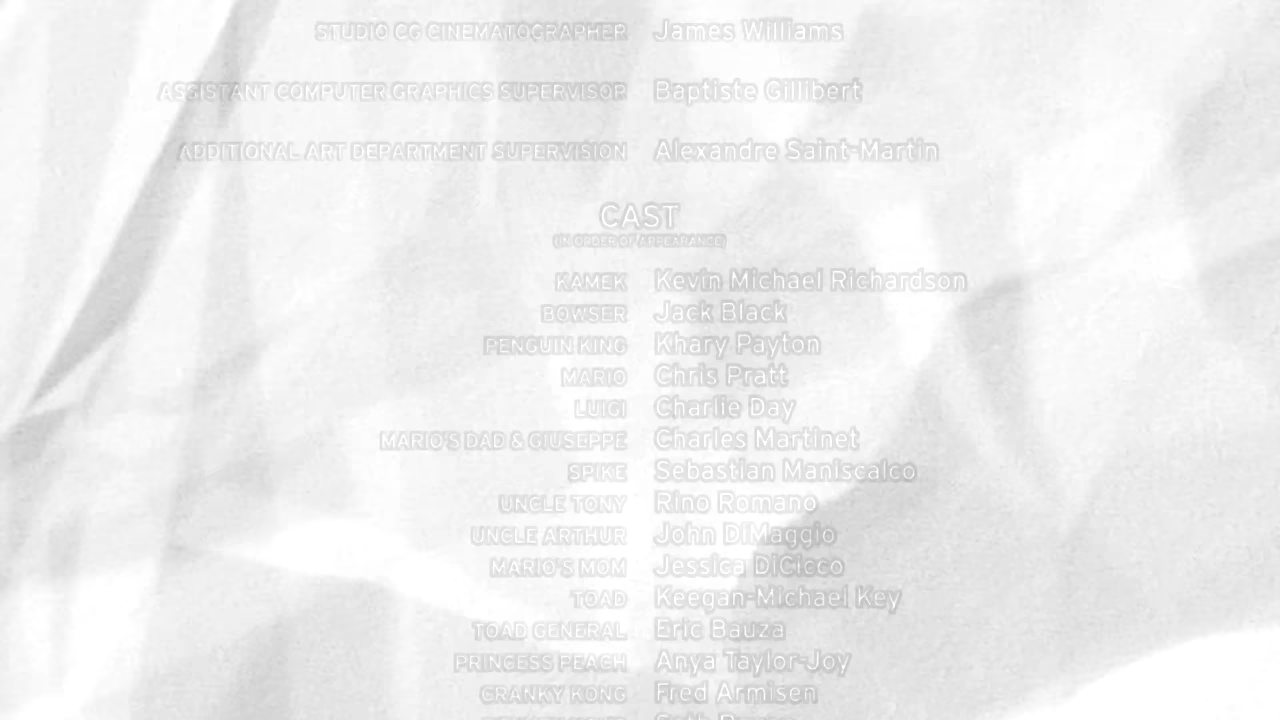 STUDIO CG CINEMATOGRAPHER James Williams
ASSISTANT COMPUTER GRAPHICS SUPERVISOR Baptiste Gillibert
ADDITIONAL ART DEPARTMENT SUPERVISION Alexandre Saint-Martin
CAST
(IN ORDER OF APPEARANCE)
KAMEK Kevin Michael Richardson
BOWSER Jack Black
PENGUIN KING Khary Payton
MARIO Chris Pratt
LUIGI Charlie Day
MARIO'S DAD & GIUSEPPE Charles Martinet
SPIKE Sebastian Maniscalco
UNCLE TONY Rino Romano
UNCLE ARTHUR John DiMaggio
MARIO'S MOM Jessica DiCicco
TOAD Keegan-Michael Key
TOAD GENERAL Eric Bauza
PRINCESS PEACH Anya Taylor-Joy
CRANKY KONG Fred Armisen